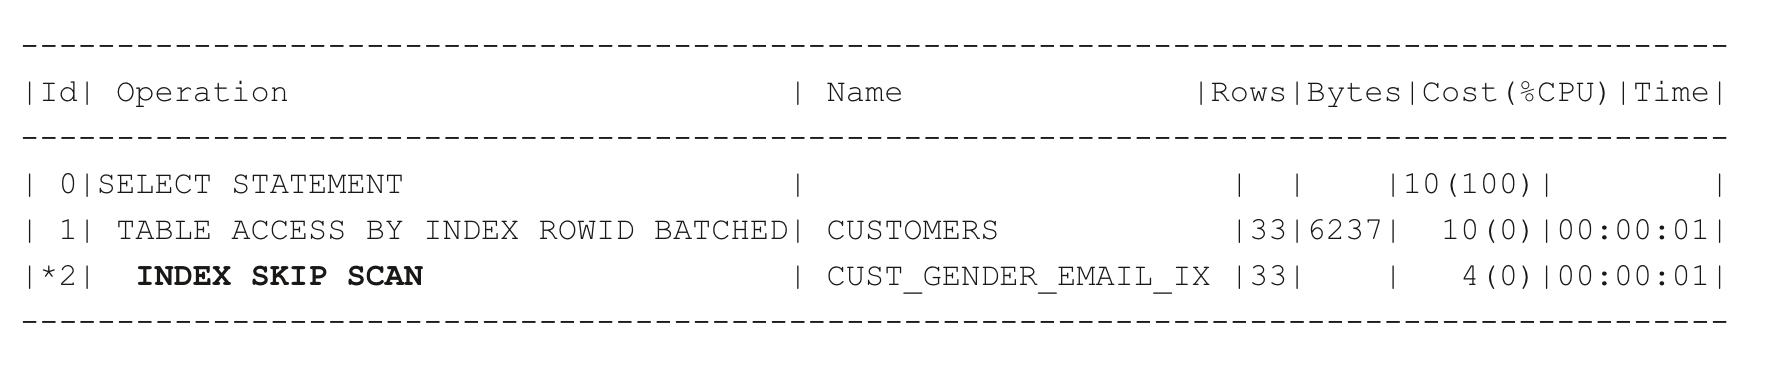 -----------------------------------------------------------------------------------------
|Id| Operation                          | Name               |Rows|Bytes|Cost(%CPU)|Time|
-----------------------------------------------------------------------------------------
| 0|SELECT STATEMENT                    |                      |  |    |10(100)|        |
| 1| TABLE ACCESS BY INDEX ROWID BATCHED| CUSTOMERS            |33|6237|  10(0)|00:00:01|
|*2|  INDEX SKIP SCAN                   | CUST_GENDER_EMAIL_IX |33|    |   4(0)|00:00:01|
-----------------------------------------------------------------------------------------